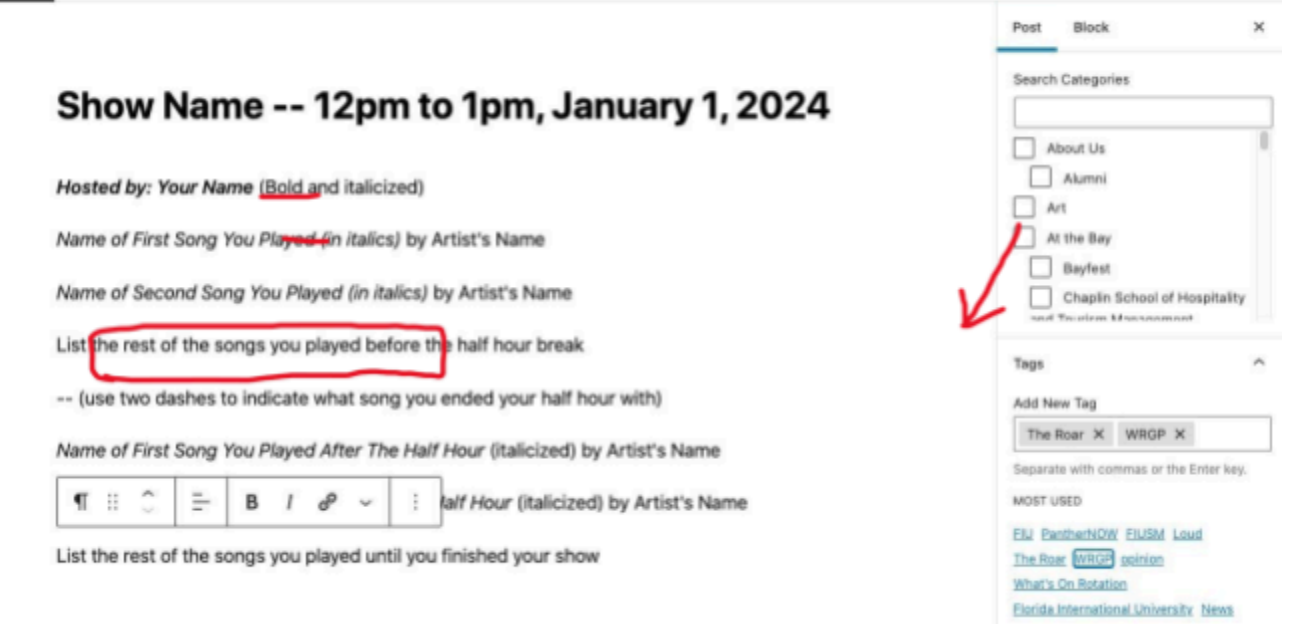 Show Name -- 12pm to 1pm, January 1, 2024
Hosted by: Your Name (Bold and italicized)
Name of First Song You Played (in italics) by Artist's Name
Name of Second Song You Played (in italics) by Artist's Name
List the rest of the songs you played before the half hour break
-- (use two dashes to indicate what song you ended your half hour with)
Name of First Song You Played After The Half Hour (italicized) by Artist's Name
B I
Half Hour (italicized) by Artist's Name
List the rest of the songs you played until you finished your show
Post Block
Search Categories
About Us
Alumni
Art
At the Bay
Bayfest
Chaplin School of Hospitality
and Tourism Management
Tags
Add New Tag
The Roar WRGP
Separate with commas or the Enter key.
MOST USED
FIU PantherNOW FIUSM Loud
The Roar WRGP opinion
What's On Rotation
Florida International University News